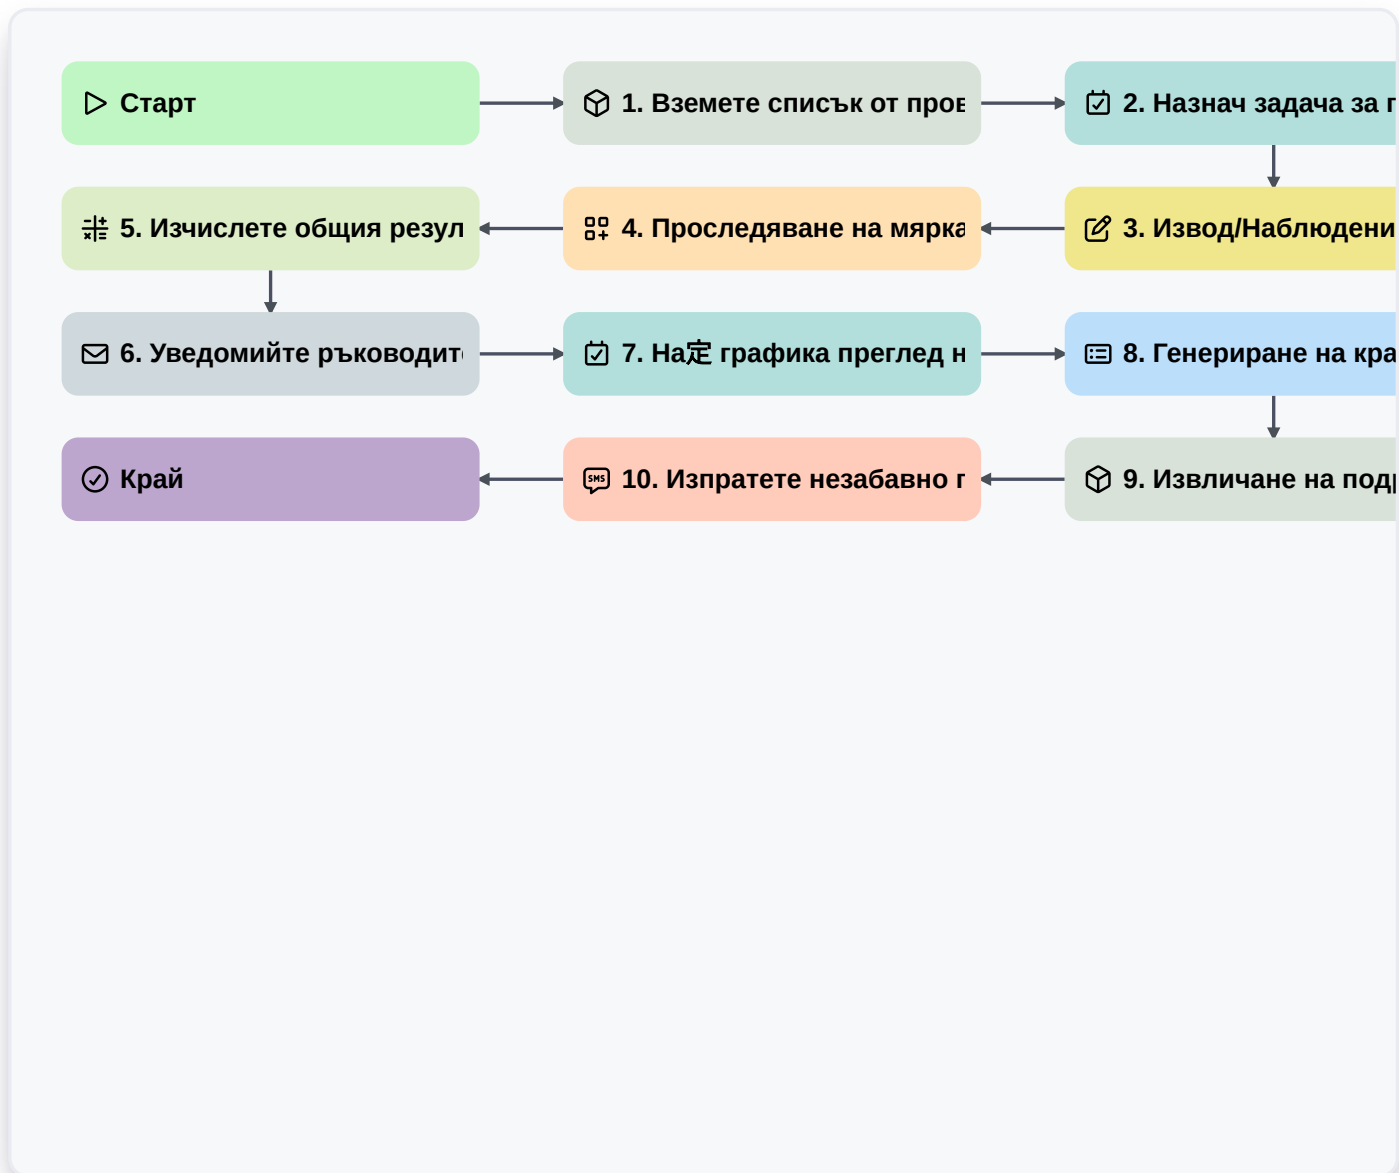 Старт
1. Вземете списък от пров
2. Назнач задача за г
5. Изчислете общия резул
4. Проследяване на мярка
3. Извод/Наблюдени
6. Уведомийте ръководит
7. На定 графика преглед н
8. Генериране на кра
Край
10. Изпратете незабавно г
9. Извличане на под